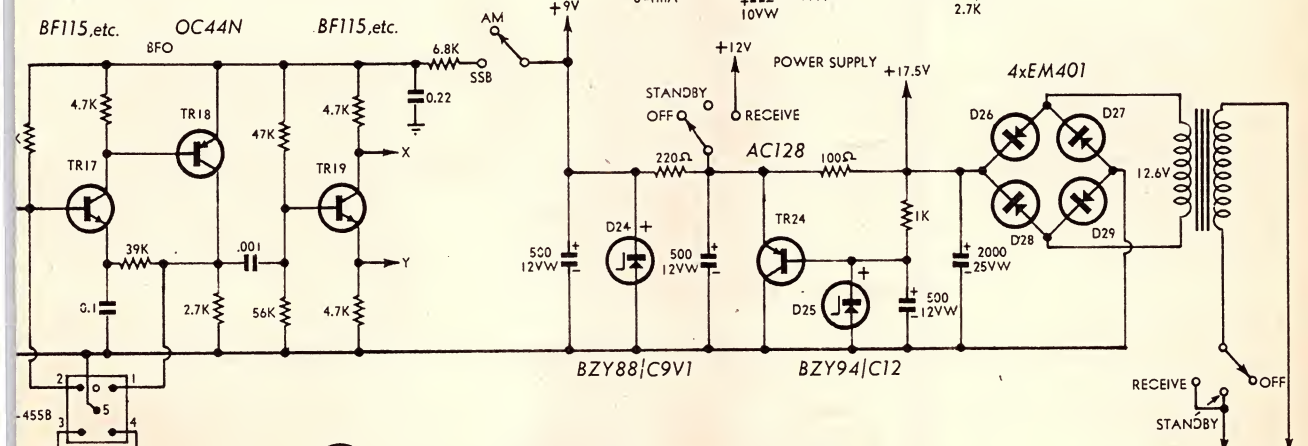 +9V
10VW
2.7K
BF115,etc.
OC44N
BF115,etc.
BFO
AM
6.8K
SSB
0.22
+12V
POWER SUPPLY
+17.5V
4xEM401
4.7K
TR18
47K
4.7K
X
STANDBY
OFF
RECEIVE
D26
D27
TR17
TR19
220Ω
AC128
100Ω
12.6V
39K
.001
Y
D24
+
TR24
1K
D28
D29
500
12VW
+
-
500
12VW
+
-
D25
+
+
500
-12VW
+
2000
-25VW
0.1
2.7K
56K
4.7K
BZY88/C9V1
BZY94/C12
2
1
5
3
4
-455B
RECEIVE
OFF
STANDBY